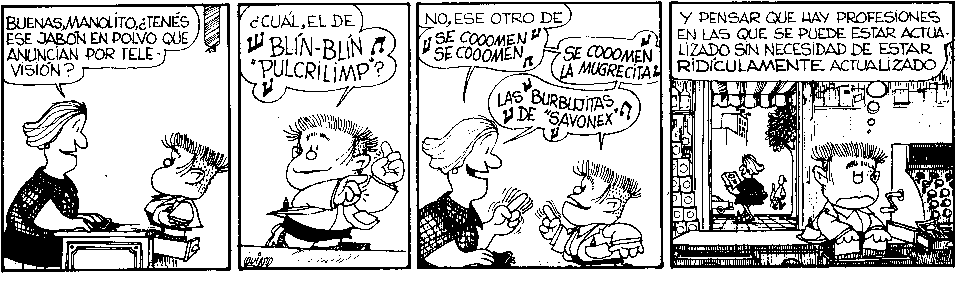 BUENAS, MANOLITO, ¿TENÉS
ESE JABÓN EN POLVO QUE
ANUNCIAN POR TELE-
VISIÓN?
¿CUÁL, EL DE
BLÍN-BLÍN
"PULCRILIMP"?
NO, ESE OTRO DE
SE COOOMEN
SE COOOMEN
SE COOOMEN
LA MUGRECITA
LAS BURBUJITAS
DE "SAVONEX"
Y PENSAR QUE HAY PROFESIONES
EN LAS QUE SE PUEDE ESTAR ACTUA-
LIZADO SIN NECESIDAD DE ESTAR
RIDÍCULAMENTE ACTUALIZADO
QUINO